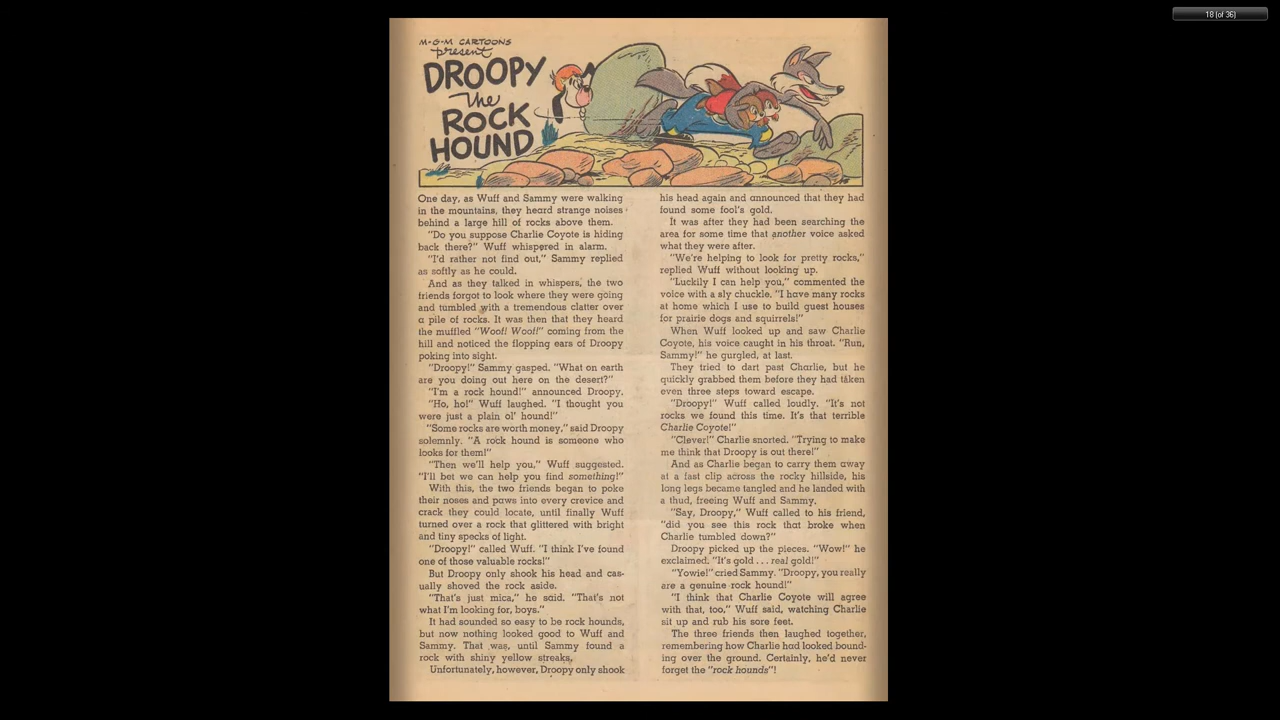 18 (of 36)
M·G·M CARTOONS
present
DROOPY
the
ROCK
HOUND
One day, as Wuff and Sammy were walking
in the mountains, they heard strange noises
behind a large hill of rocks above them.
"Do you suppose Charlie Coyote is hiding
back there?" Wuff whispered in alarm.
"I'd rather not find out," Sammy replied
as softly as he could.
And as they talked in whispers, the two
friends forgot to look where they were going
and tumbled with a tremendous clatter over
a pile of rocks. It was then that they heard
the muffled "Woof! Woof!" coming from the
hill and noticed the flopping ears of Droopy
poking into sight.
"Droopy!" Sammy gasped. "What on earth
are you doing out here on the desert?"
"I'm a rock hound!" announced Droopy.
"Ho, ho!" Wuff laughed. "I thought you
were just a plain ol' hound!"
"Some rocks are worth money," said Droopy
solemnly. "A rock hound is someone who
looks for them!"
"Then we'll help you," Wuff suggested.
"I'll bet we can help you find something!"
With this, the two friends began to poke
their noses and paws into every crevice and
crack they could locate, until finally Wuff
turned over a rock that glittered with bright
and tiny specks of light.
"Droopy!" called Wuff. "I think I've found
one of those valuable rocks!"
But Droopy only shook his head and cas-
ually shoved the rock aside.
"That's just mica," he said. "That's not
what I'm looking for, boys."
It had sounded so easy to be rock hounds,
but now nothing looked good to Wuff and
Sammy. That was, until Sammy found a
rock with shiny yellow streaks.
Unfortunately, however, Droopy only shook
his head again and announced that they had
found some fool's gold.
It was after they had been searching the
area for some time that another voice asked
what they were after.
"We're helping to look for pretty rocks,"
replied Wuff without looking up.
"Luckily I can help you," commented the
voice with a sly chuckle. "I have many rocks
at home which I use to build guest houses
for prairie dogs and squirrels!"
When Wuff looked up and saw Charlie
Coyote, his voice caught in his throat. "Run,
Sammy!" he gurgled, at last.
They tried to dart past Charlie, but he
quickly grabbed them before they had taken
even three steps toward escape.
"Droopy!" Wuff called loudly. "It's not
rocks we found this time. It's that terrible
Charlie Coyote!"
"Clever!" Charlie snorted. "Trying to make
me think that Droopy is out there!"
And as Charlie began to carry them away
at a fast clip across the rocky hillside, his
long legs became tangled and he landed with
a thud, freeing Wuff and Sammy.
"Say, Droopy," Wuff called to his friend,
"did you see this rock that broke when
Charlie tumbled down?"
Droopy picked up the pieces. "Wow!" he
exclaimed. "It's gold . . . real gold!"
"Yowie!" cried Sammy. "Droopy, you really
are a genuine rock hound!"
"I think that Charlie Coyote will agree
with that, too," Wuff said, watching Charlie
sit up and rub his sore feet.
The three friends then laughed together,
remembering how Charlie had looked bound-
ing over the ground. Certainly, he'd never
forget the "rock hounds"!